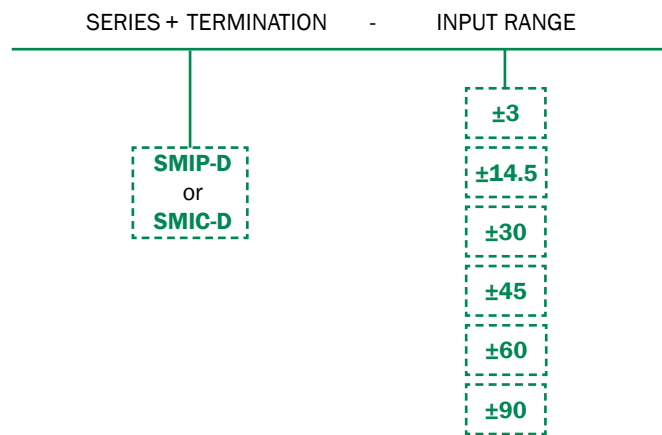 SERIES + TERMINATION - INPUT RANGE
±3
SMIP-D
or
SMIC-D
±14.5
±30
±45
±60
±90